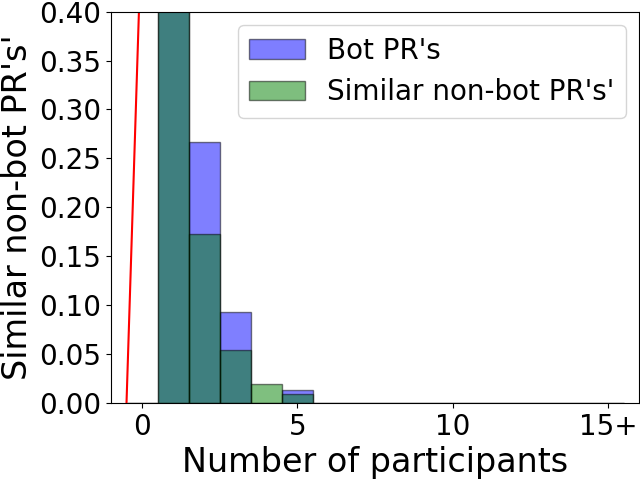 Similar non-bot PR's'
0.40
0.35
0.30
0.25
0.20
0.15
0.10
0.05
0.00
Bot PR's
Similar non-bot PR's'
0 5 10 15+
Number of participants